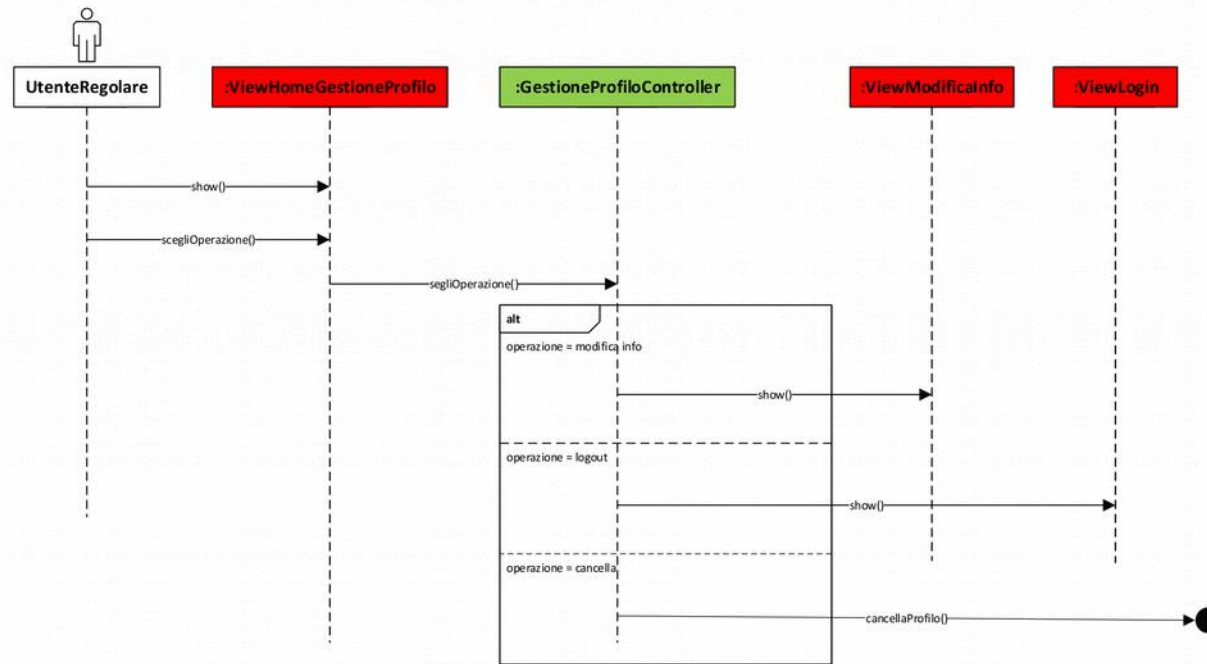 UtenteRegolare
:ViewHomeGestioneProfilo
:GestioneProfiloController
:ViewModificaInfo
:ViewLogin
show()
scegliOperazione()
segliOperazione()
alt
operazione = modifica info
show()
operazione = logout
show()
operazione = cancella
cancellaProfilo()